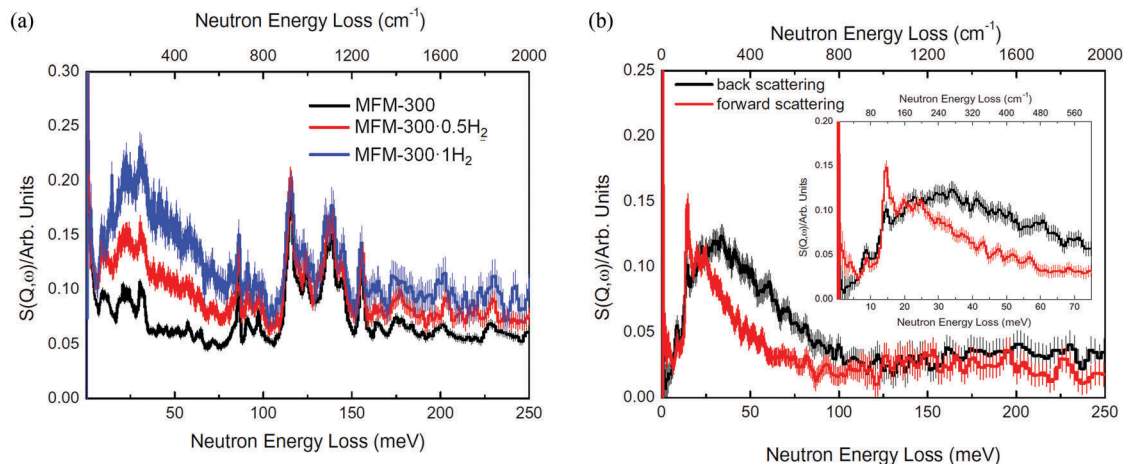 (a)
Neutron Energy Loss (cm⁻¹)
400 800 1200 1600 2000
0.30
0.25
0.20
0.15
0.10
0.05
0.00
S(Q,ω)/Arb. Units
MFM-300
MFM-300·0.5H₂
MFM-300·1H₂
50 100 150 200 250
Neutron Energy Loss (meV)
(b)
Neutron Energy Loss (cm⁻¹)
0 400 800 1200 1600 2000
0.25
0.20
0.15
0.10
0.05
0.00
S(Q,ω)/Arb. Units
back scattering
forward scattering
Neutron Energy Loss (cm⁻¹)
80 160 240 320 400 480 560
0.20
0.15
0.10
0.05
0.00
S(Q,ω)/Arb. Units
10 20 30 40 50 60 70
Neutron Energy Loss (meV)
0 50 100 150 200 250
Neutron Energy Loss (meV)